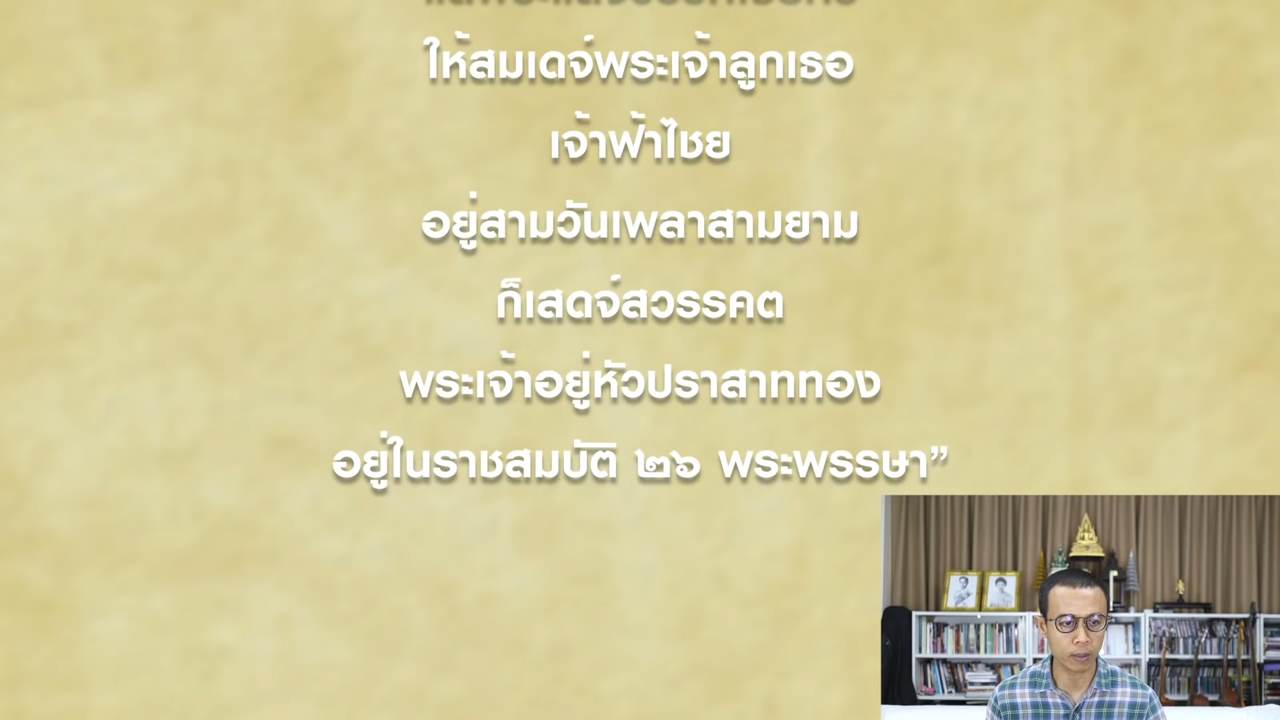 ให้สมเดจ์พระเจ้าลูกเธอ
เจ้าฟ้าไชย
อยู่สามวันเพลาสามยาม
ก็เสดจ์สวรรคต
พระเจ้าอยู่หัวปราสาททอง
อยู่ในราชสมบัติ ๒๖ พระพรรษา”